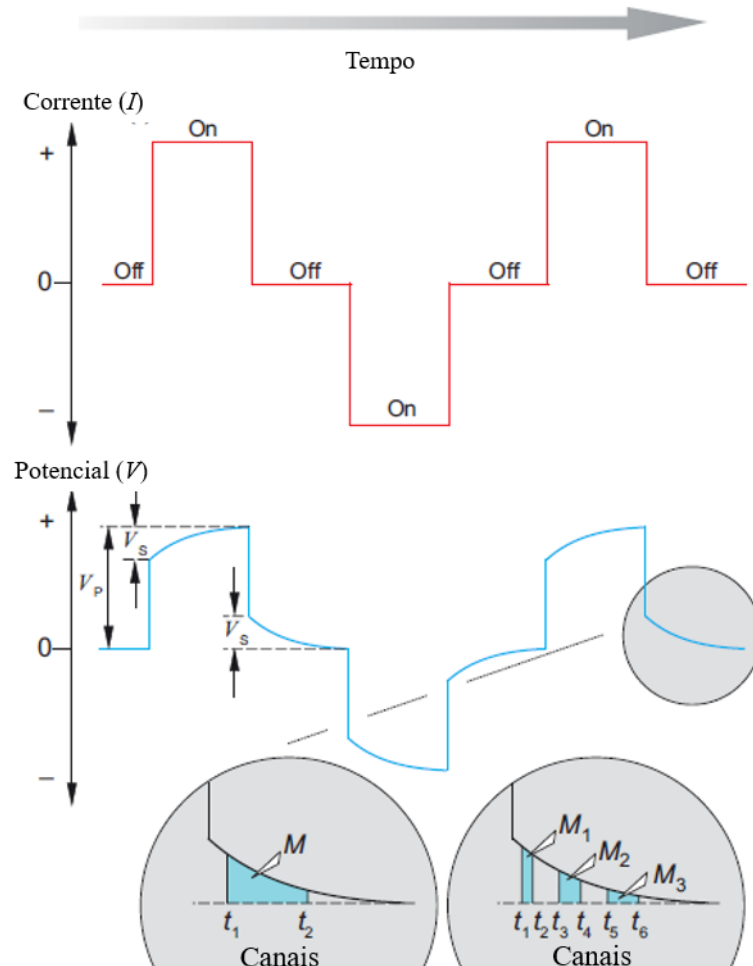 Tempo
Corrente (I)
On
On
+
Off
Off
Off
Off
0
On
–
Potencial (V)
+
V_S
V_P
V_S
0
–
M
M_1
M_2
M_3
t_1 t_2
t_1 t_2 t_3 t_4 t_5 t_6
Canais
Canais